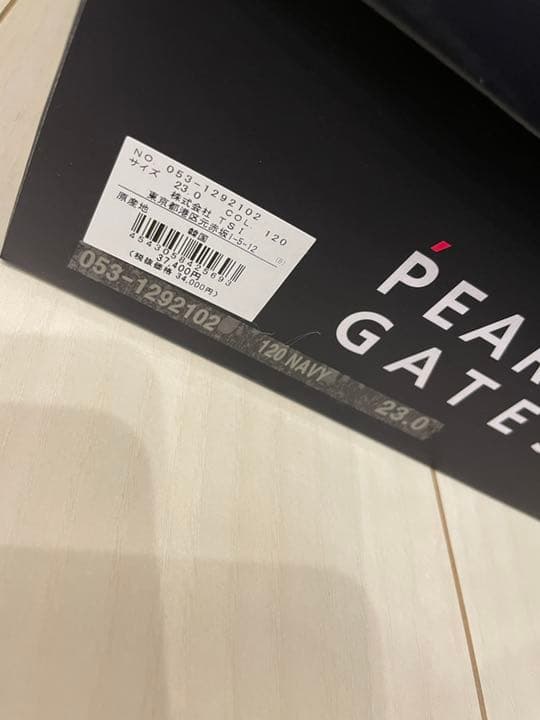 NO. 053-1292102
サイズ 23.0 COL 120
株式会社 TSI
東京都港区元赤坂1-5-12
原産地 韓国
37,400円
(税抜価格 34,000円)
053-1292102 120 NAVY 23.0
PEAR
GATE